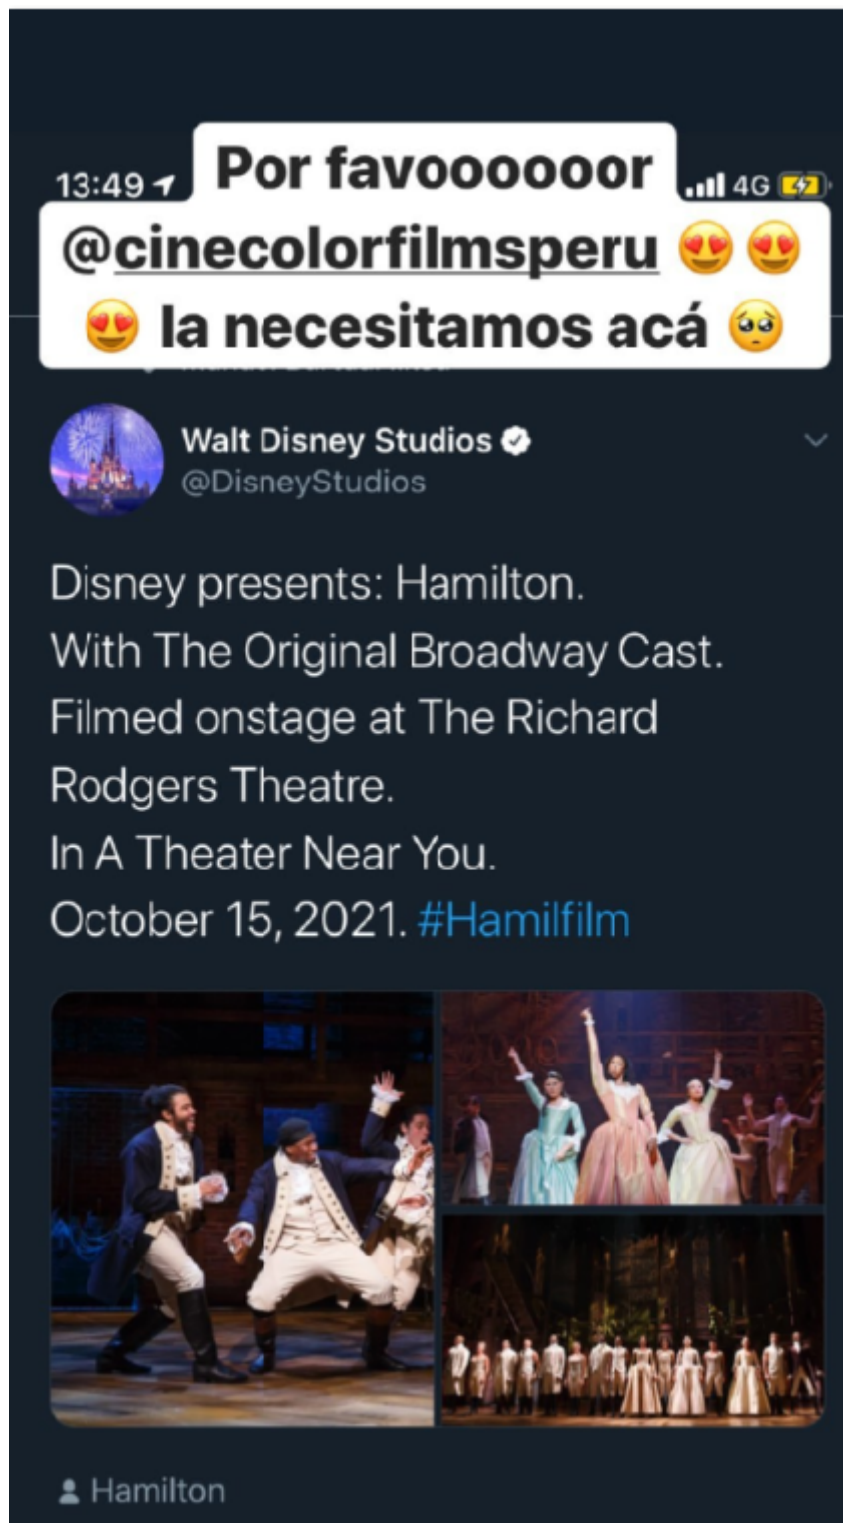 13:49
Por favoooooor
4G
@cinecolorfilmsperu 😍 😍
😍 la necesitamos acá 🥺
Walt Disney Studios
@DisneyStudios
Disney presents: Hamilton.
With The Original Broadway Cast.
Filmed onstage at The Richard
Rodgers Theatre.
In A Theater Near You.
October 15, 2021. #Hamilfilm
Hamilton